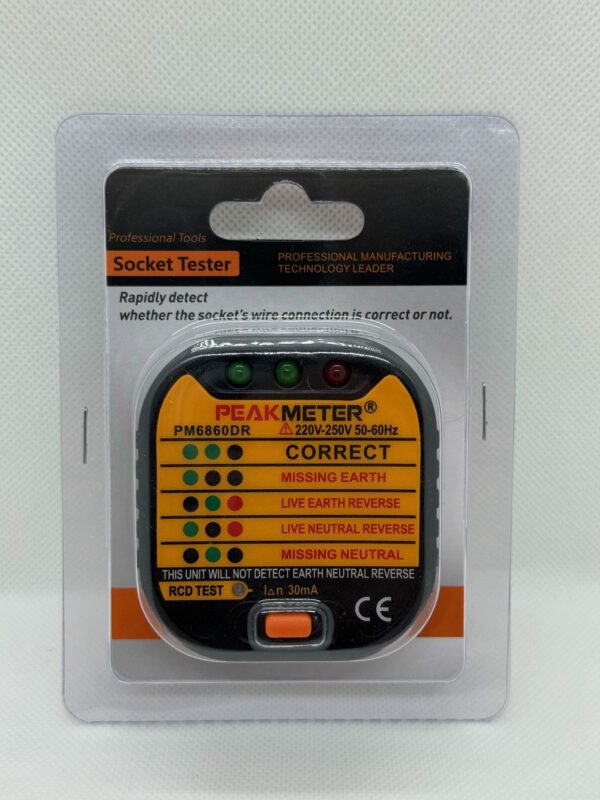 Professional Tools
Socket Tester
PROFESSIONAL MANUFACTURING
TECHNOLOGY LEADER
Rapidly detect
whether the socket's wire connection is correct or not.
PEAKMETER®
PM6860DR ⚠220V-250V 50-60Hz
CORRECT
MISSING EARTH
LIVE EARTH REVERSE
LIVE NEUTRAL REVERSE
MISSING NEUTRAL
THIS UNIT WILL NOT DETECT EARTH NEUTRAL REVERSE
RCD TEST I△n 30mA
CE